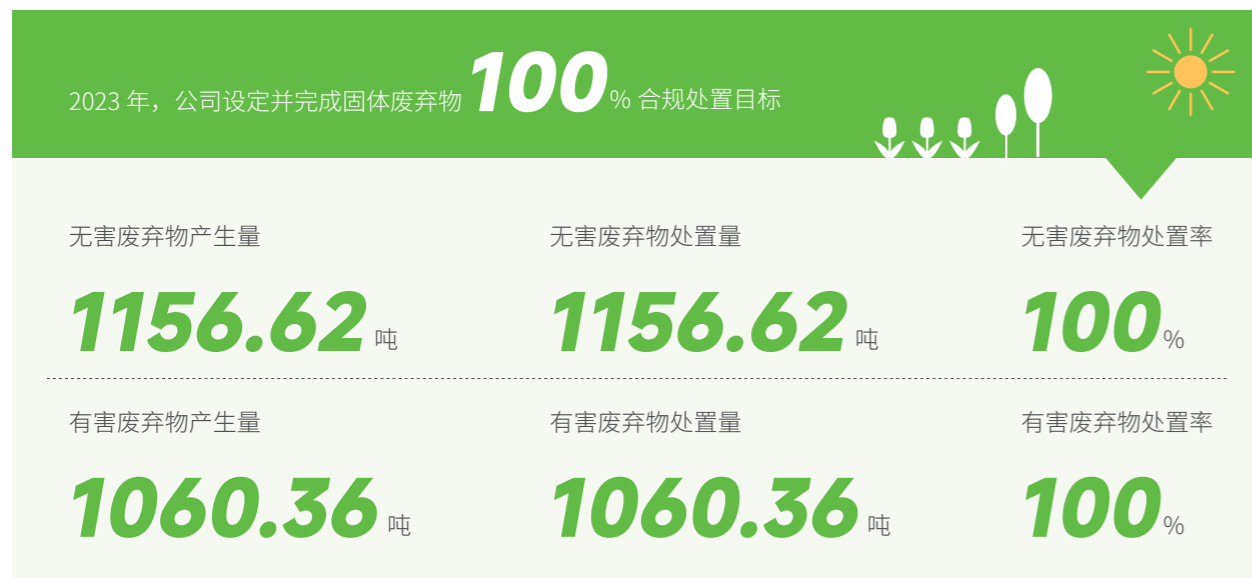 2023 年，公司设定并完成固体废弃物 100 % 合规处置目标
无害废弃物产生量 无害废弃物处置量 无害废弃物处置率
1156.62 吨 1156.62 吨 100 %
有害废弃物产生量 有害废弃物处置量 有害废弃物处置率
1060.36 吨 1060.36 吨 100 %